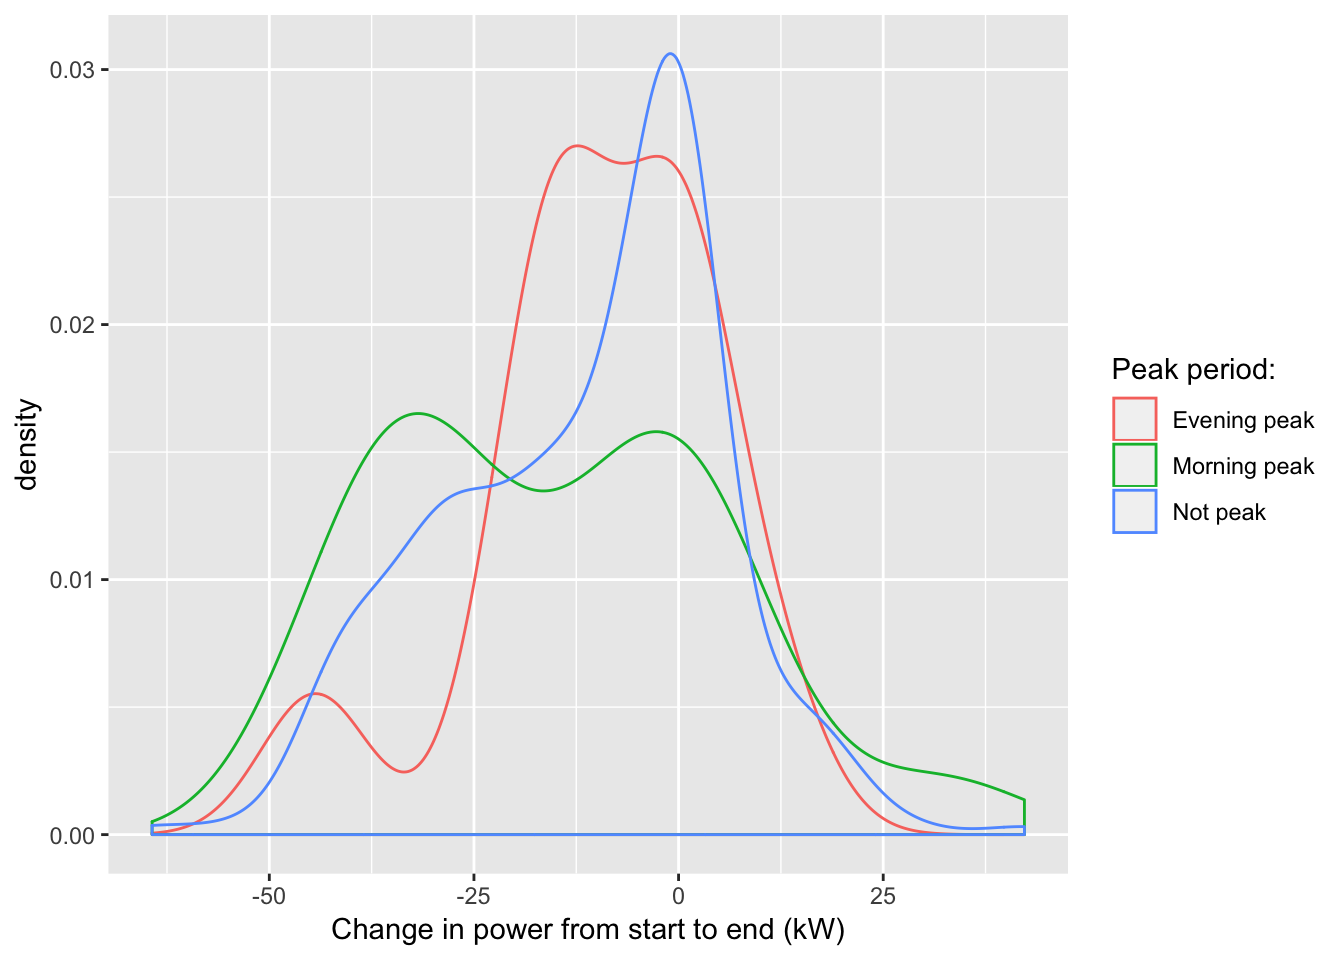 0.03
0.02
0.01
0.00
density
-50 -25 0 25
Change in power from start to end (kW)
Peak period:
Evening peak
Morning peak
Not peak